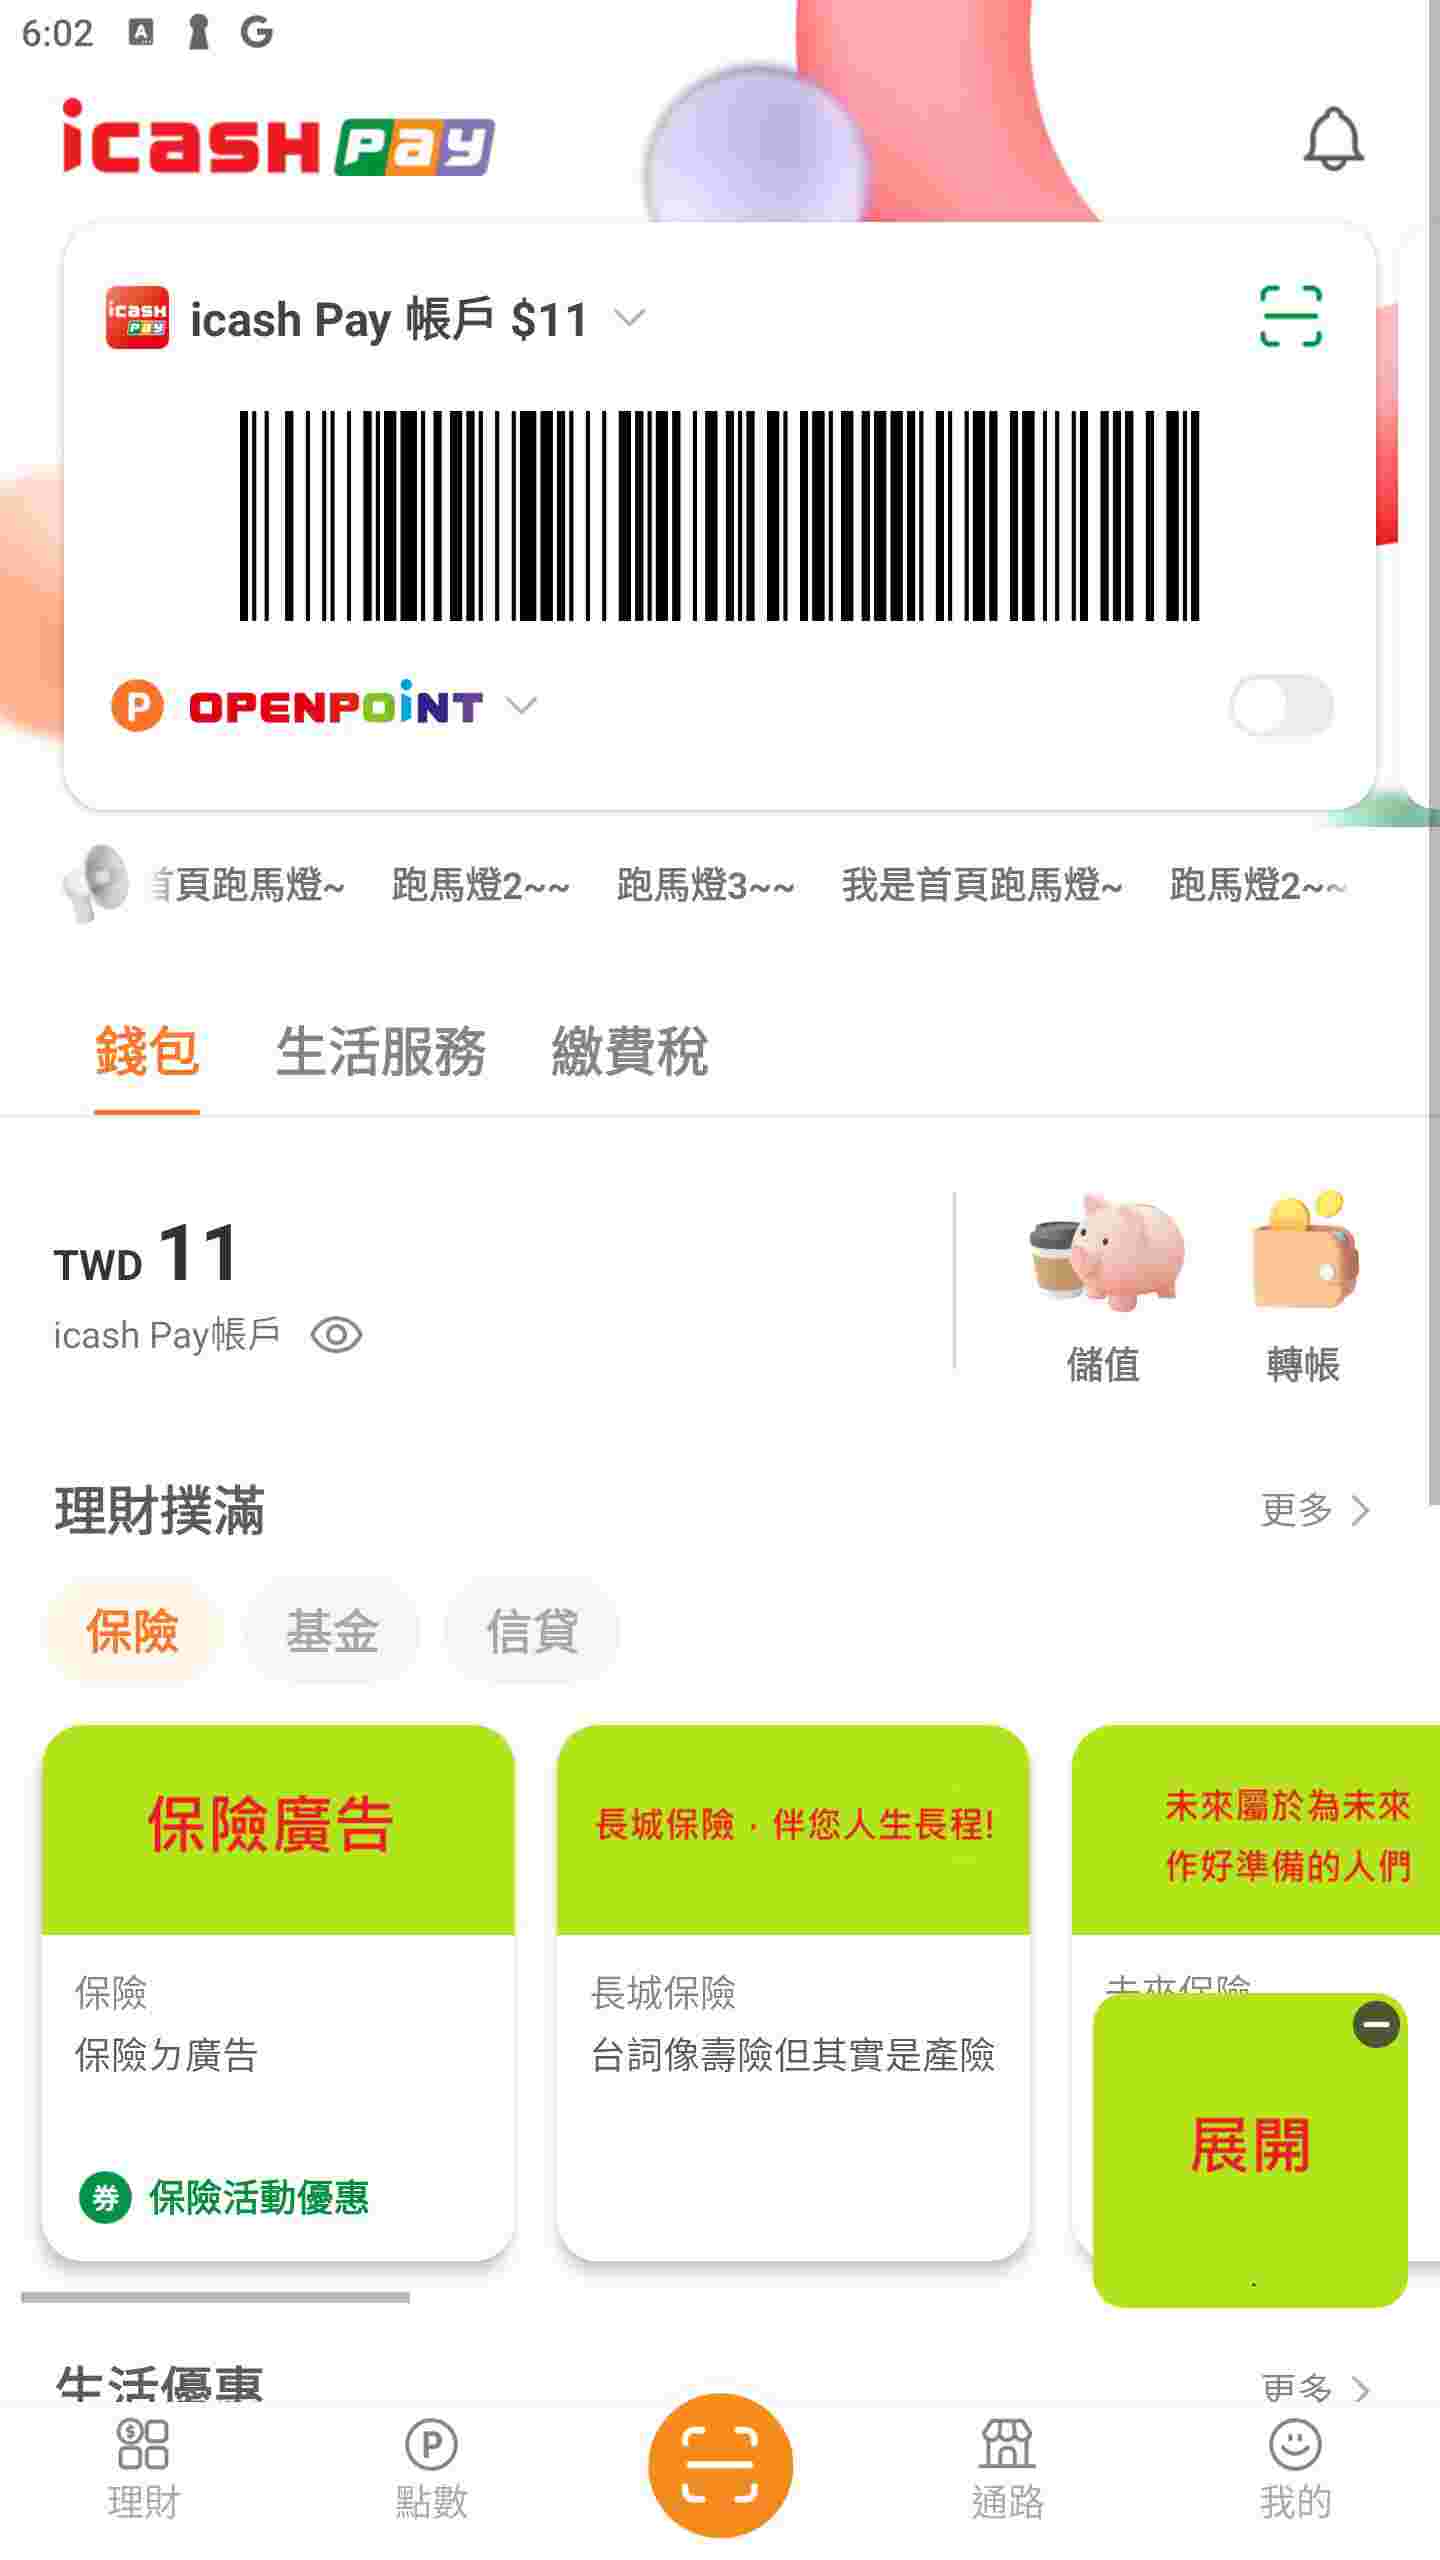 6:02
icash Pay
icash Pay 帳戶 $11
OPENPOINT
首頁跑馬燈~ 跑馬燈2~~ 跑馬燈3~~ 我是首頁跑馬燈~ 跑馬燈2~~
錢包 生活服務 繳費稅
TWD 11
icash Pay帳戶
儲值 轉帳
理財撲滿 更多
保險 基金 信貸
保險廣告
保險
保險ㄉ廣告
券 保險活動優惠
長城保險，伴您人生長程!
長城保險
台詞像壽險但其實是產險
未來屬於為未來
作好準備的人們
未來保險
展開
生活優惠 更多
理財 點數 通路 我的